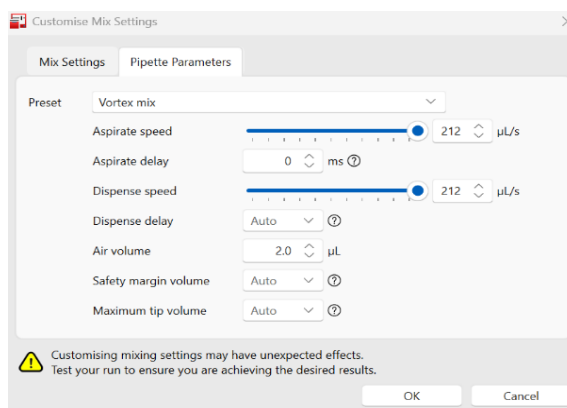 Customise Mix Settings
Mix Settings Pipette Parameters
Preset Vortex mix
Aspirate speed 212 µL/s
Aspirate delay 0 ms
Dispense speed 212 µL/s
Dispense delay Auto
Air volume 2.0 µL
Safety margin volume Auto
Maximum tip volume Auto
Customising mixing settings may have unexpected effects.
Test your run to ensure you are achieving the desired results.
OK Cancel